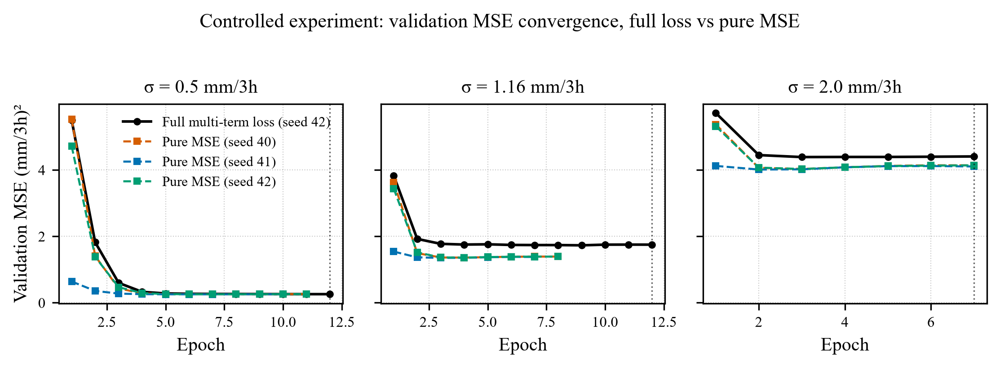 Controlled experiment: validation MSE convergence, full loss vs pure MSE
σ = 0.5 mm/3h
σ = 1.16 mm/3h
σ = 2.0 mm/3h
Validation MSE (mm/3h)²
4
2
0
Full multi-term loss (seed 42)
Pure MSE (seed 40)
Pure MSE (seed 41)
Pure MSE (seed 42)
2.5 5.0 7.5 10.0 12.5
2.5 5.0 7.5 10.0 12.5
2 4 6
Epoch
Epoch
Epoch